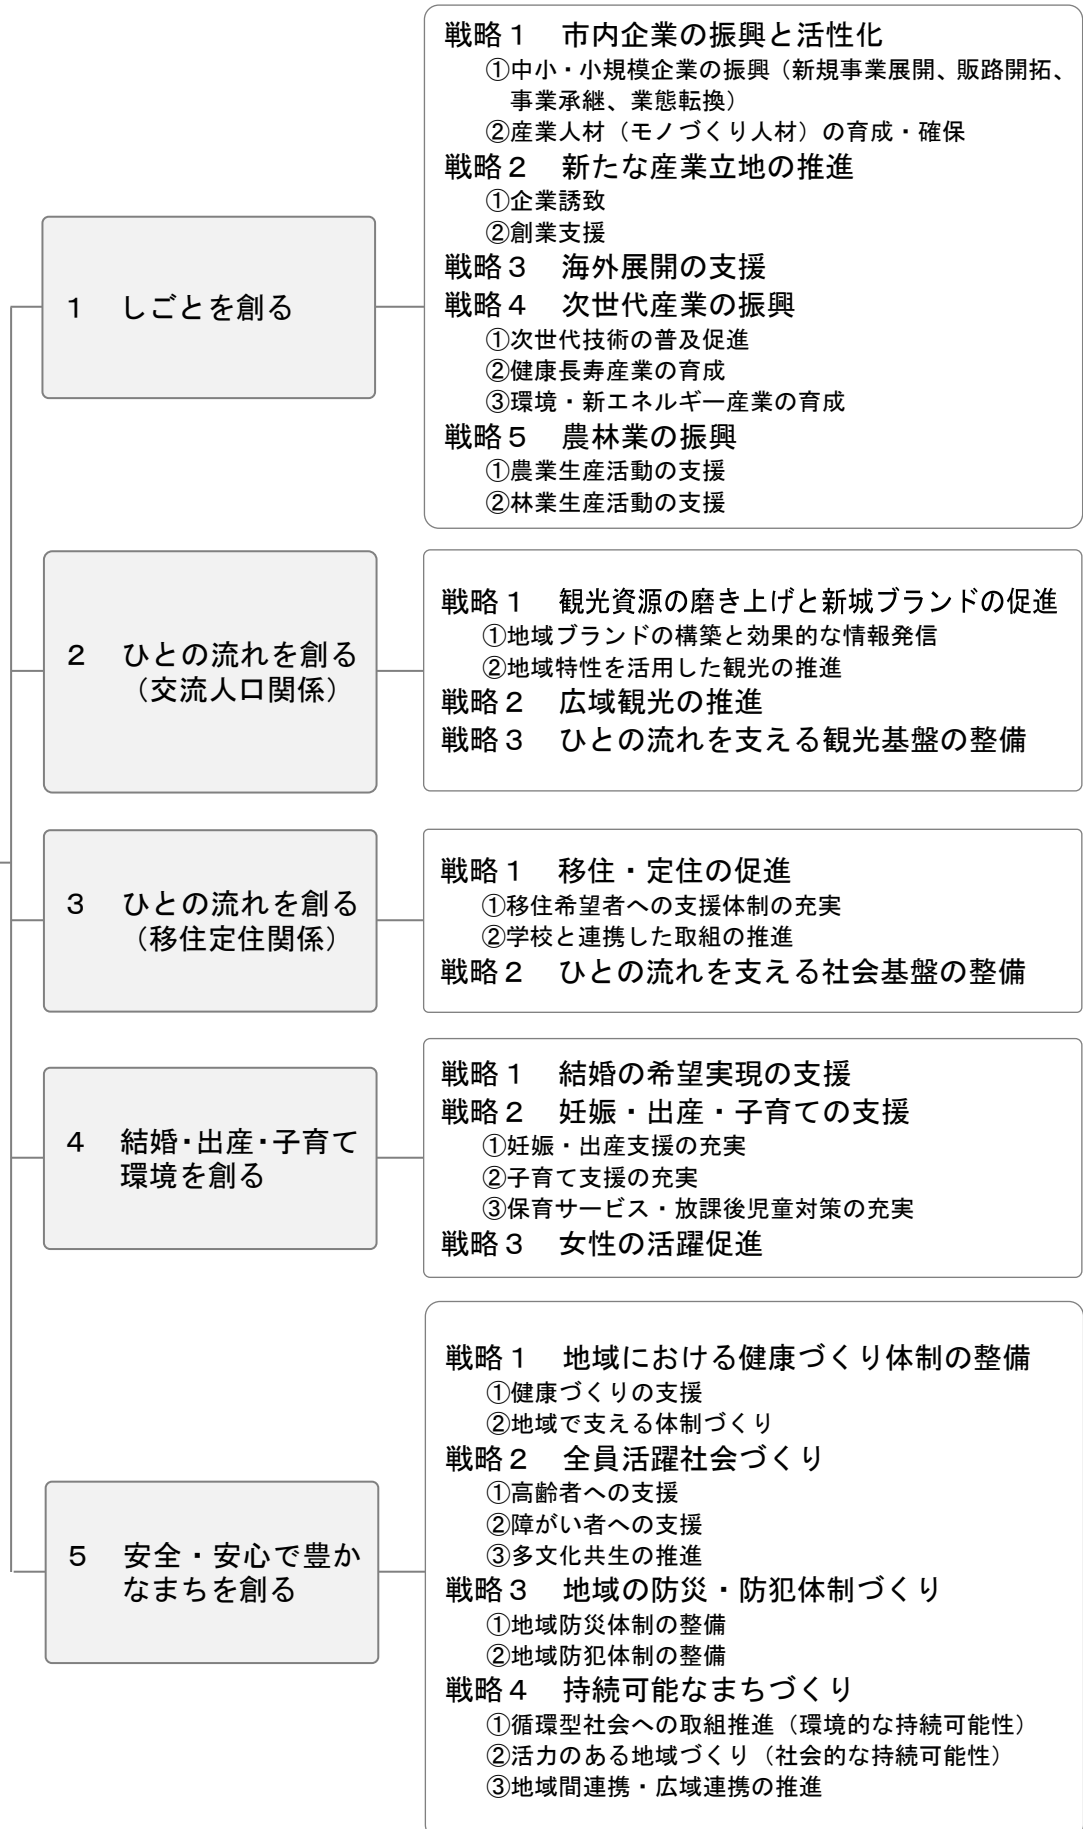 1　しごとを創る
戦略１　市内企業の振興と活性化
①中小・小規模企業の振興（新規事業展開、販路開拓、
事業承継、業態転換）
②産業人材（モノづくり人材）の育成・確保
戦略２　新たな産業立地の推進
①企業誘致
②創業支援
戦略３　海外展開の支援
戦略４　次世代産業の振興
①次世代技術の普及促進
②健康長寿産業の育成
③環境・新エネルギー産業の育成
戦略５　農林業の振興
①農業生産活動の支援
②林業生産活動の支援
2　ひとの流れを創る
（交流人口関係）
戦略１　観光資源の磨き上げと新城ブランドの促進
①地域ブランドの構築と効果的な情報発信
②地域特性を活用した観光の推進
戦略２　広域観光の推進
戦略３　ひとの流れを支える観光基盤の整備
3　ひとの流れを創る
（移住定住関係）
戦略１　移住・定住の促進
①移住希望者への支援体制の充実
②学校と連携した取組の推進
戦略２　ひとの流れを支える社会基盤の整備
4　結婚・出産・子育て
環境を創る
戦略１　結婚の希望実現の支援
戦略２　妊娠・出産・子育ての支援
①妊娠・出産支援の充実
②子育て支援の充実
③保育サービス・放課後児童対策の充実
戦略３　女性の活躍促進
5　安全・安心で豊か
なまちを創る
戦略１　地域における健康づくり体制の整備
①健康づくりの支援
②地域で支える体制づくり
戦略２　全員活躍社会づくり
①高齢者への支援
②障がい者への支援
③多文化共生の推進
戦略３　地域の防災・防犯体制づくり
①地域防災体制の整備
②地域防犯体制の整備
戦略４　持続可能なまちづくり
①循環型社会への取組推進（環境的な持続可能性）
②活力のある地域づくり（社会的な持続可能性）
③地域間連携・広域連携の推進